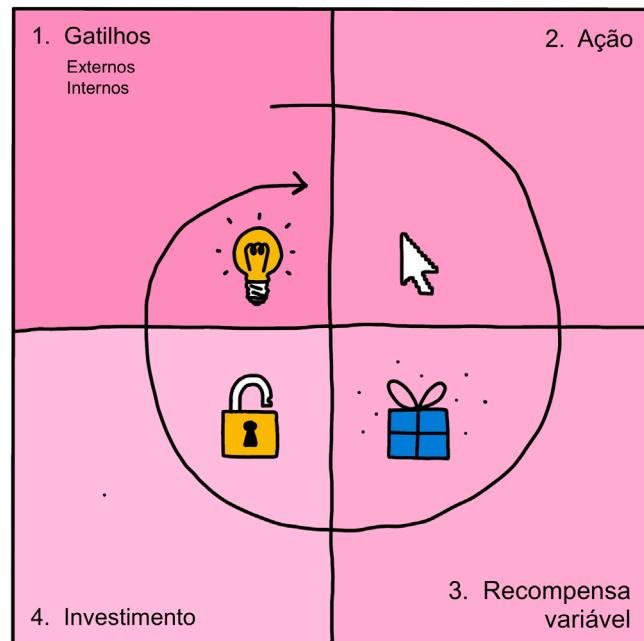 1. Gatilhos
Externos
Internos
2. Ação
3. Recompensa
variável
4. Investimento